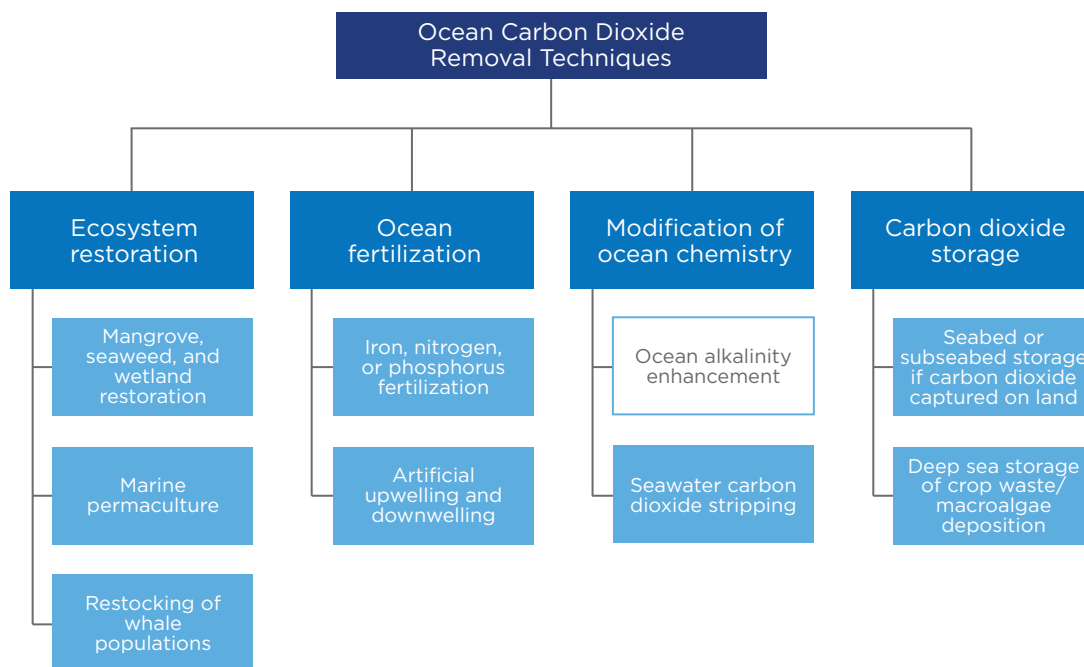 Ocean Carbon Dioxide
Removal Techniques
Ecosystem
restoration
Mangrove,
seaweed, and
wetland
restoration
Marine
permaculture
Restocking of
whale
populations
Ocean
fertilization
Iron, nitrogen,
or phosphorus
fertilization
Artificial
upwelling and
downwelling
Modification of
ocean chemistry
Ocean alkalinity
enhancement
Seawater carbon
dioxide stripping
Carbon dioxide
storage
Seabed or
subseabed storage
if carbon dioxide
captured on land
Deep sea storage
of crop waste/
macroalgae
deposition